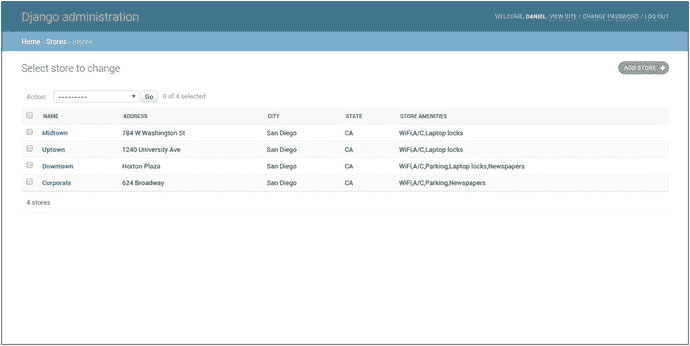 Django administration
WELCOME, DANIEL. VIEW SITE / CHANGE PASSWORD / LOG OUT
Home › Stores › Stores
Select store to change
ADD STORE +
Action: --------- Go 0 of 4 selected
NAME ADDRESS CITY STATE STORE AMENITIES
Midtown 784 W Washington St San Diego CA WiFi,A/C,Laptop locks
Uptown 1240 University Ave San Diego CA WiFi,A/C,Laptop locks
Downtown Horton Plaza San Diego CA WiFi,A/C,Parking,Laptop locks,Newspapers
Corporate 624 Broadway San Diego CA WiFi,A/C,Parking,Newspapers
4 stores